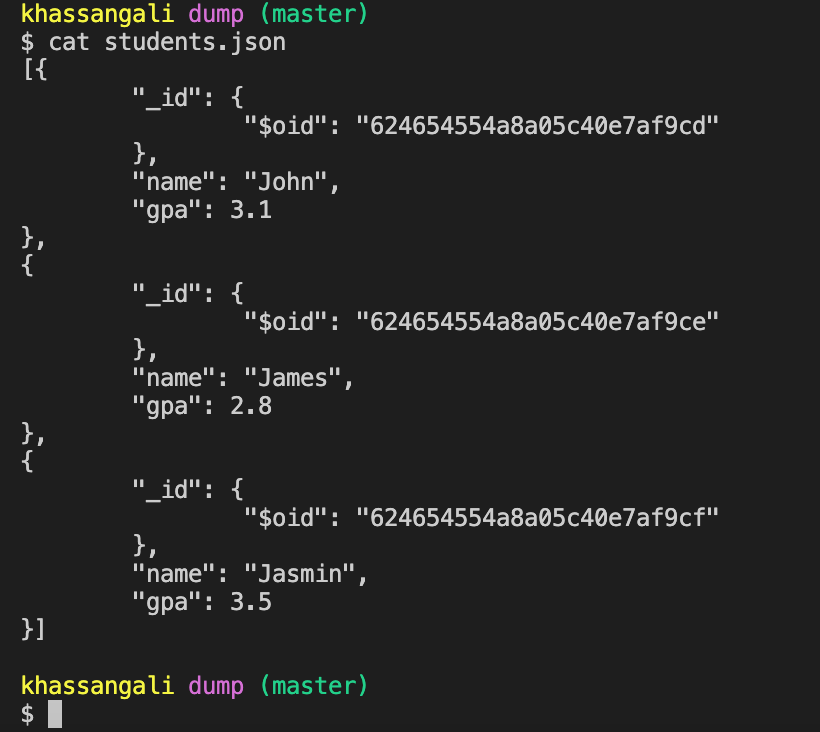 khassangali dump (master)
$ cat students.json
[{
        "_id": {
                "$oid": "624654554a8a05c40e7af9cd"
        },
        "name": "John",
        "gpa": 3.1
},
{
        "_id": {
                "$oid": "624654554a8a05c40e7af9ce"
        },
        "name": "James",
        "gpa": 2.8
},
{
        "_id": {
                "$oid": "624654554a8a05c40e7af9cf"
        },
        "name": "Jasmin",
        "gpa": 3.5
}]
khassangali dump (master)
$